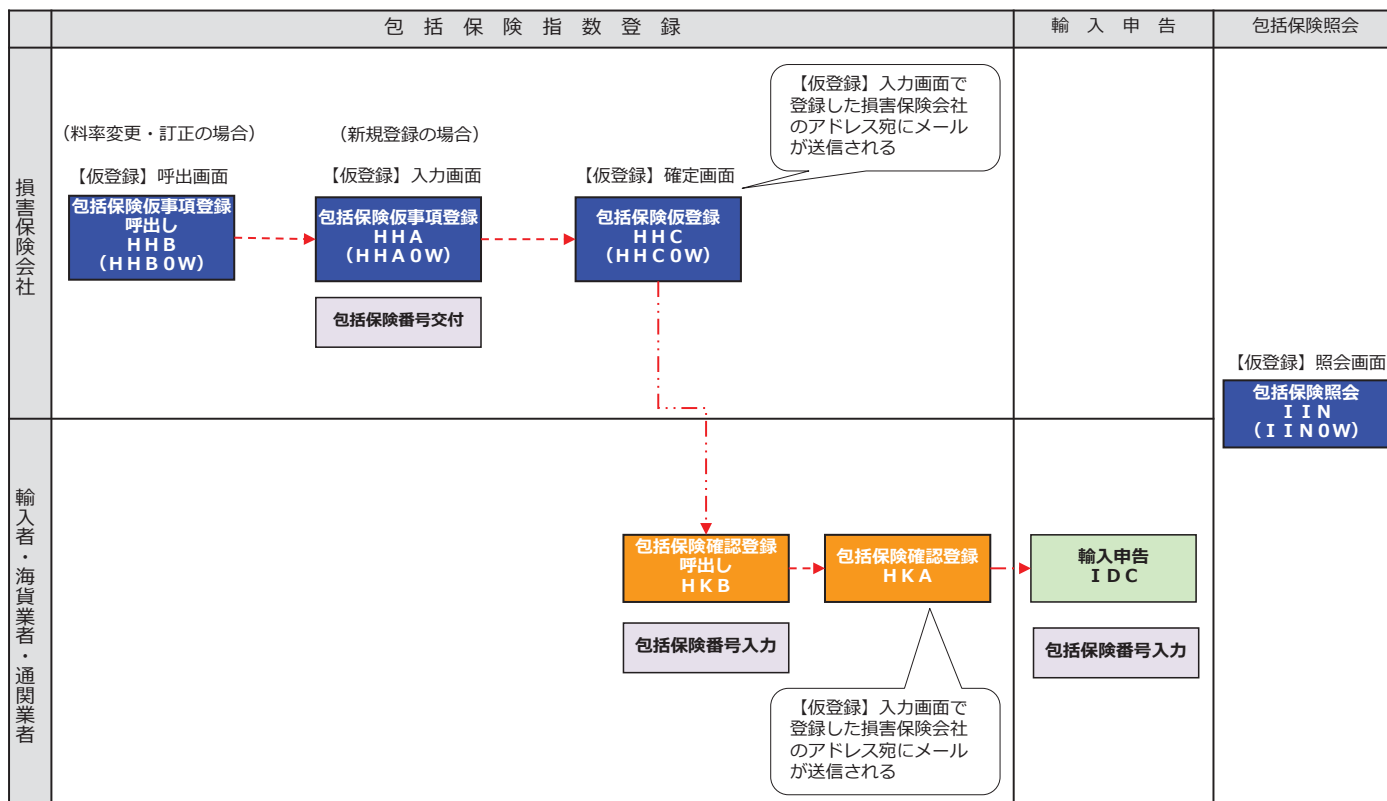 包括保険指数登録
輸入申告
包括保険照会
損害保険会社
(料率変更・訂正の場合)
【仮登録】呼出画面
包括保険仮事項登録
呼出し
HHB
(HHB0W)
(新規登録の場合)
【仮登録】入力画面
包括保険仮事項登録
HHA
(HHA0W)
包括保険番号交付
【仮登録】確定画面
包括保険仮登録
HHC
(HHC0W)
【仮登録】入力画面で
登録した損害保険会社
のアドレス宛にメール
が送信される
【仮登録】照会画面
包括保険照会
IIN
(IIN0W)
輸入者・海貨業者・通関業者
包括保険確認登録
呼出し
HKB
包括保険番号入力
包括保険確認登録
HKA
【仮登録】入力画面で
登録した損害保険会社
のアドレス宛にメール
が送信される
輸入申告
IDC
包括保険番号入力